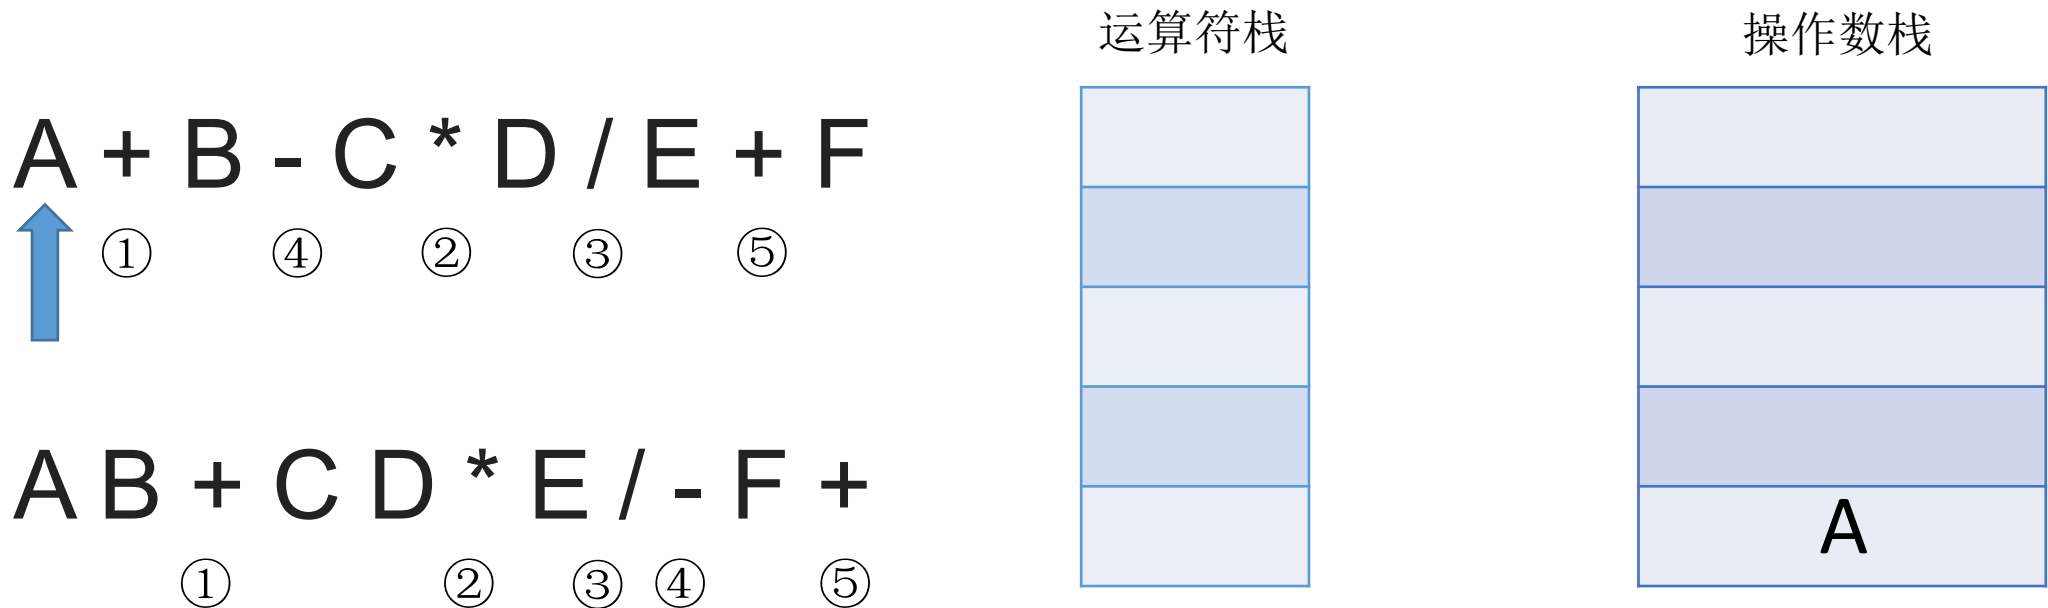 运算符栈 操作数栈
A + B - C * D / E + F
① ④ ② ③ ⑤
A B + C D * E / - F +
① ② ③ ④ ⑤
A